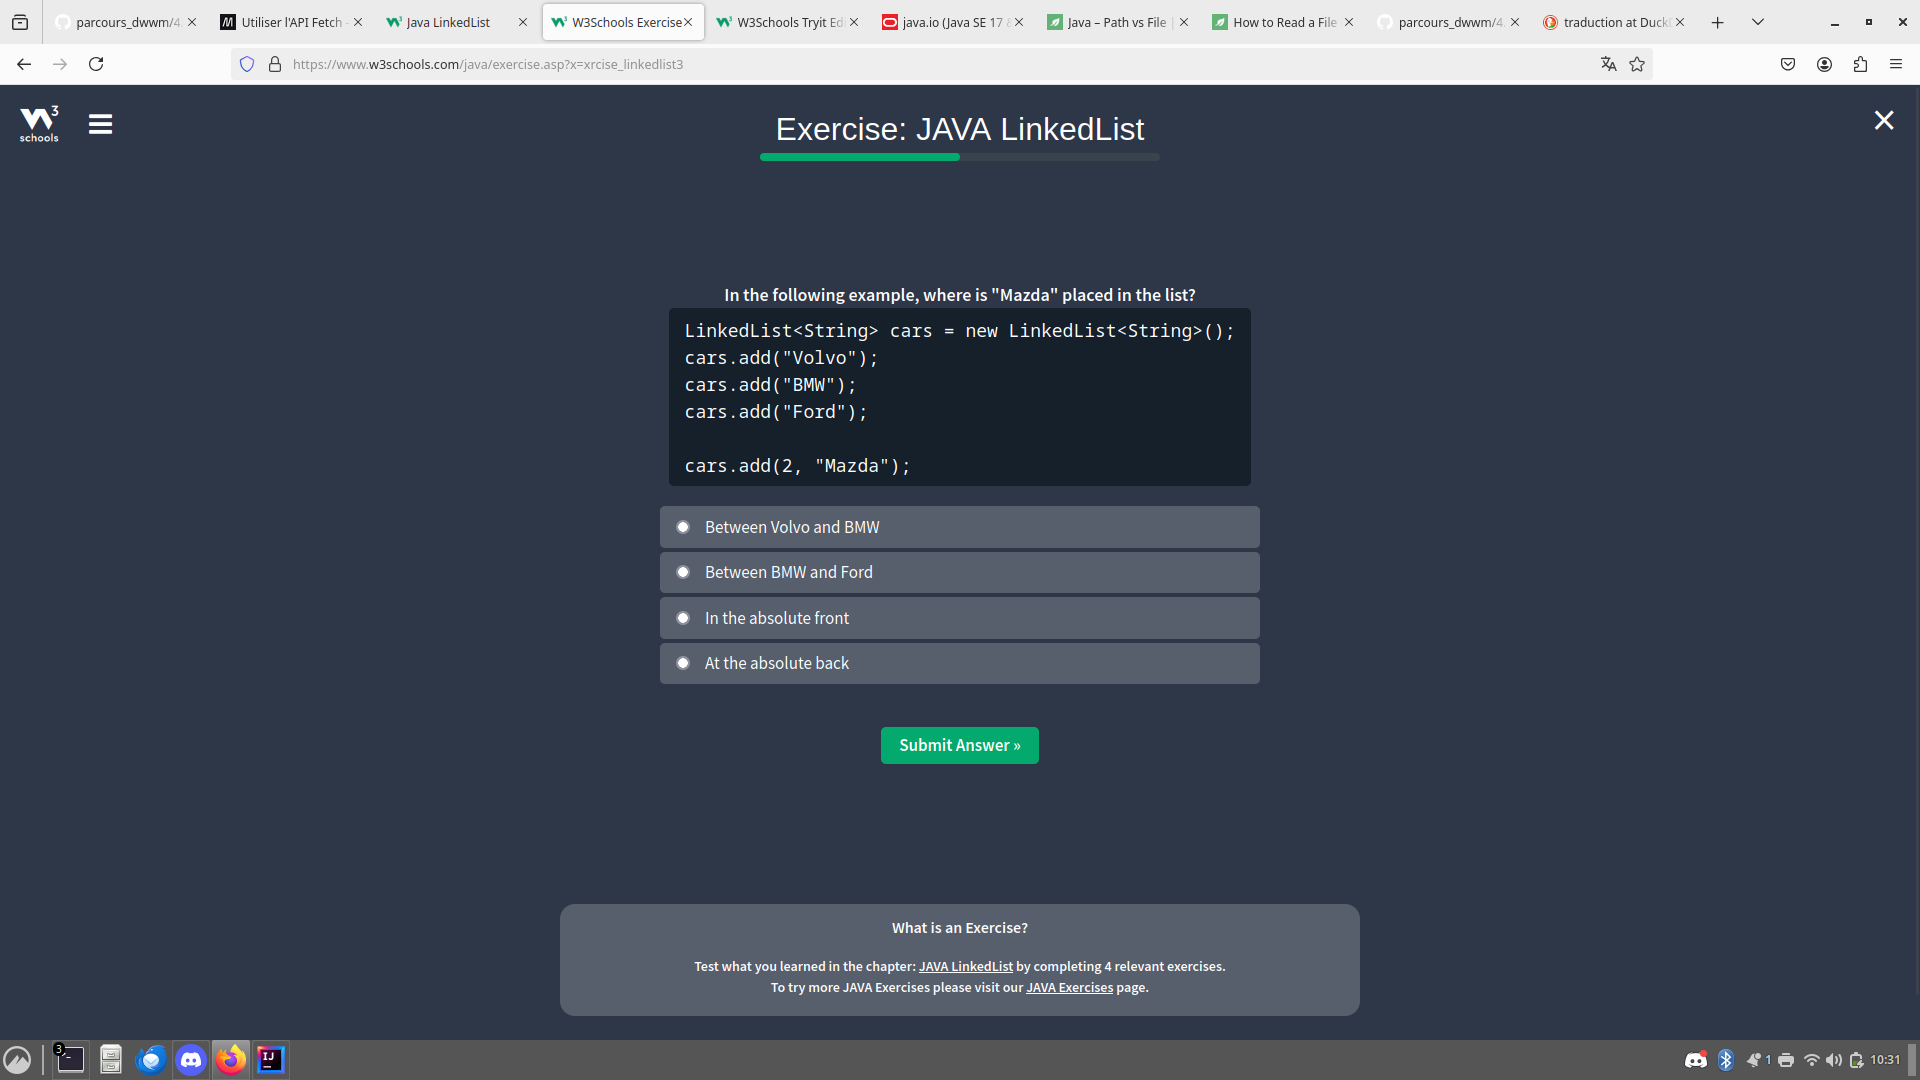 parcours_dwwm/4.
Utiliser l'API Fetch
Java LinkedList
W3Schools Exercise
W3Schools Tryit Ed
java.io (Java SE 17 &
Java – Path vs File |
How to Read a File
parcours_dwwm/4.
traduction at Duck
https://www.w3schools.com/java/exercise.asp?x=xrcise_linkedlist3
3
schools
Exercise: JAVA LinkedList
In the following example, where is "Mazda" placed in the list?
LinkedList<String> cars = new LinkedList<String>();
cars.add("Volvo");
cars.add("BMW");
cars.add("Ford");
cars.add(2, "Mazda");
Between Volvo and BMW
Between BMW and Ford
In the absolute front
At the absolute back
Submit Answer »
What is an Exercise?
Test what you learned in the chapter: JAVA LinkedList by completing 4 relevant exercises.
To try more JAVA Exercises please visit our JAVA Exercises page.
3
IJ
1
10:31